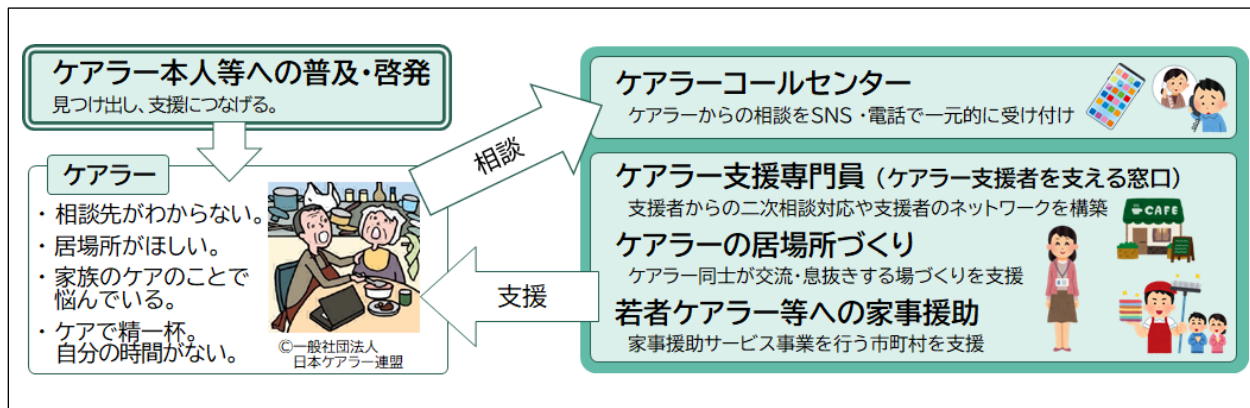 ケアラー本人等への普及・啓発
見つけ出し、支援につなげる。
ケアラー
・相談先がわからない。
・居場所がほしい。
・家族のケアのことで
悩んでいる。
・ケアで精一杯。
自分の時間がない。
©一般社団法人
日本ケアラー連盟
相談
支援
ケアラーコールセンター
ケアラーからの相談をSNS・電話で一元的に受け付け
ケアラー支援専門員（ケアラー支援者を支える窓口）
支援者からの二次相談対応や支援者のネットワークを構築
CAFE
ケアラーの居場所づくり
ケアラー同士が交流・息抜きする場づくりを支援
若者ケアラー等への家事援助
家事援助サービス事業を行う市町村を支援